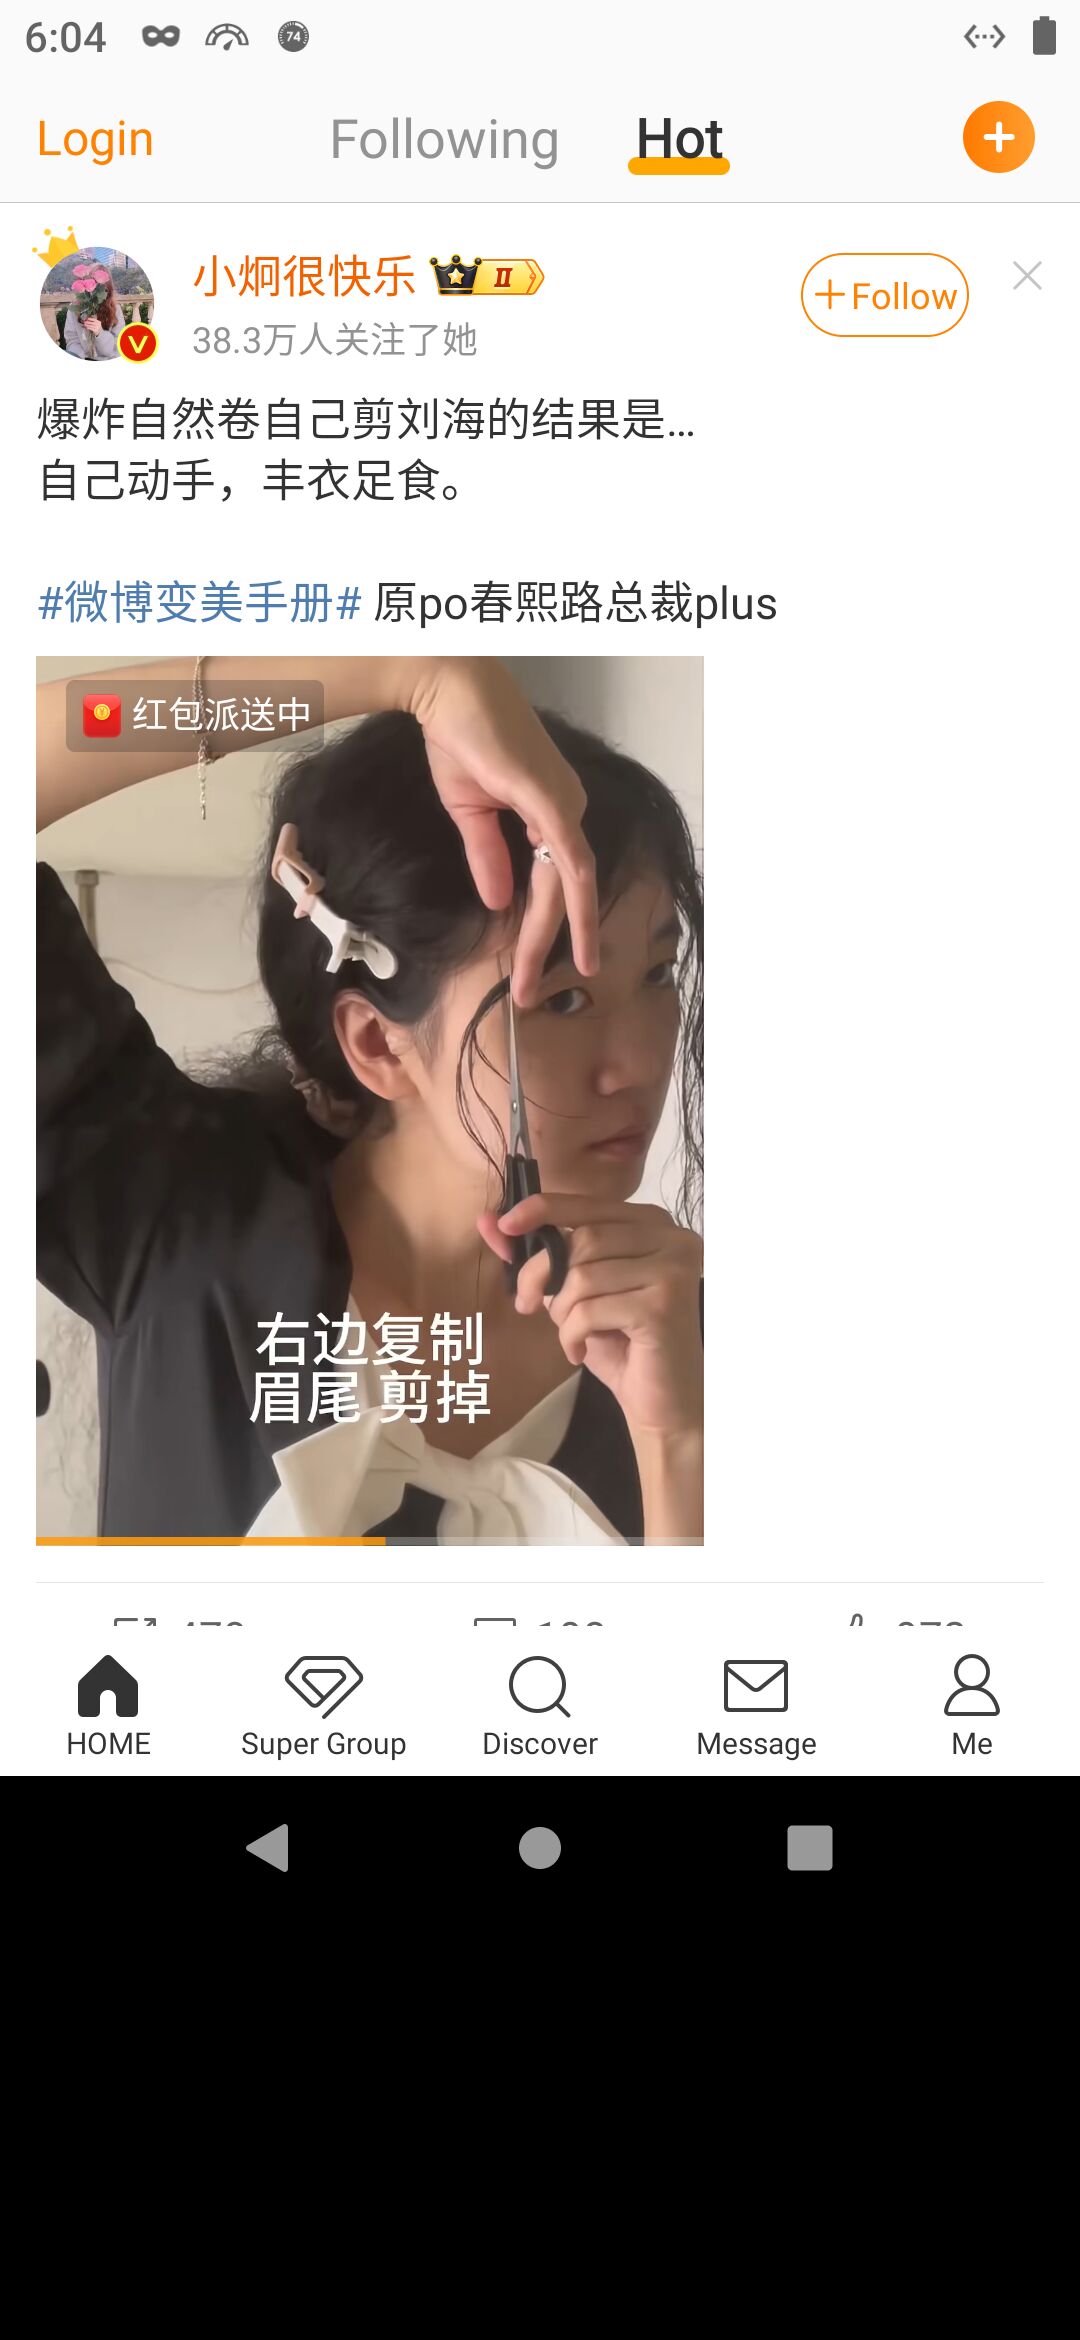 6:04
74
Login
Following
Hot
小炯很快乐
II
Follow
38.3万人关注了她
爆炸自然卷自己剪刘海的结果是...
自己动手，丰衣足食。
#微博变美手册# 原po春熙路总裁plus
红包派送中
右边复制
眉尾 剪掉
HOME
Super Group
Discover
Message
Me